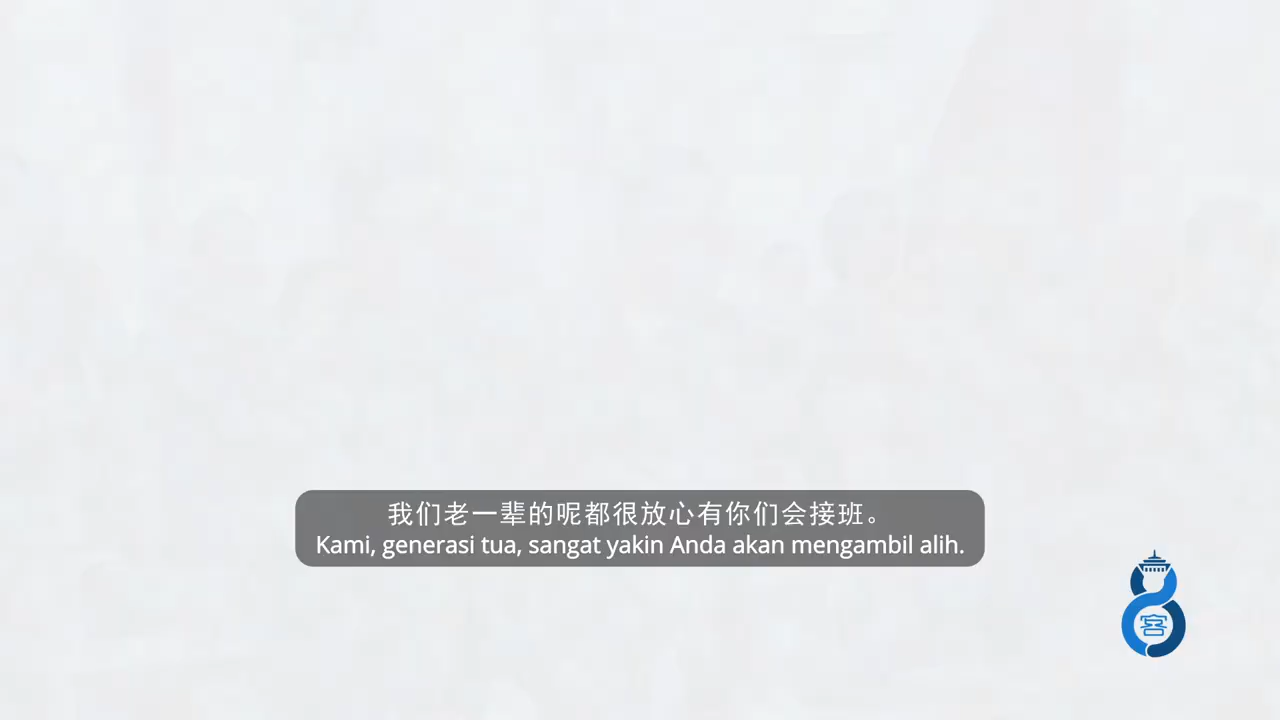 我们老一辈的呢都很放心有你们会接班。
Kami, generasi tua, sangat yakin Anda akan mengambil alih.
客